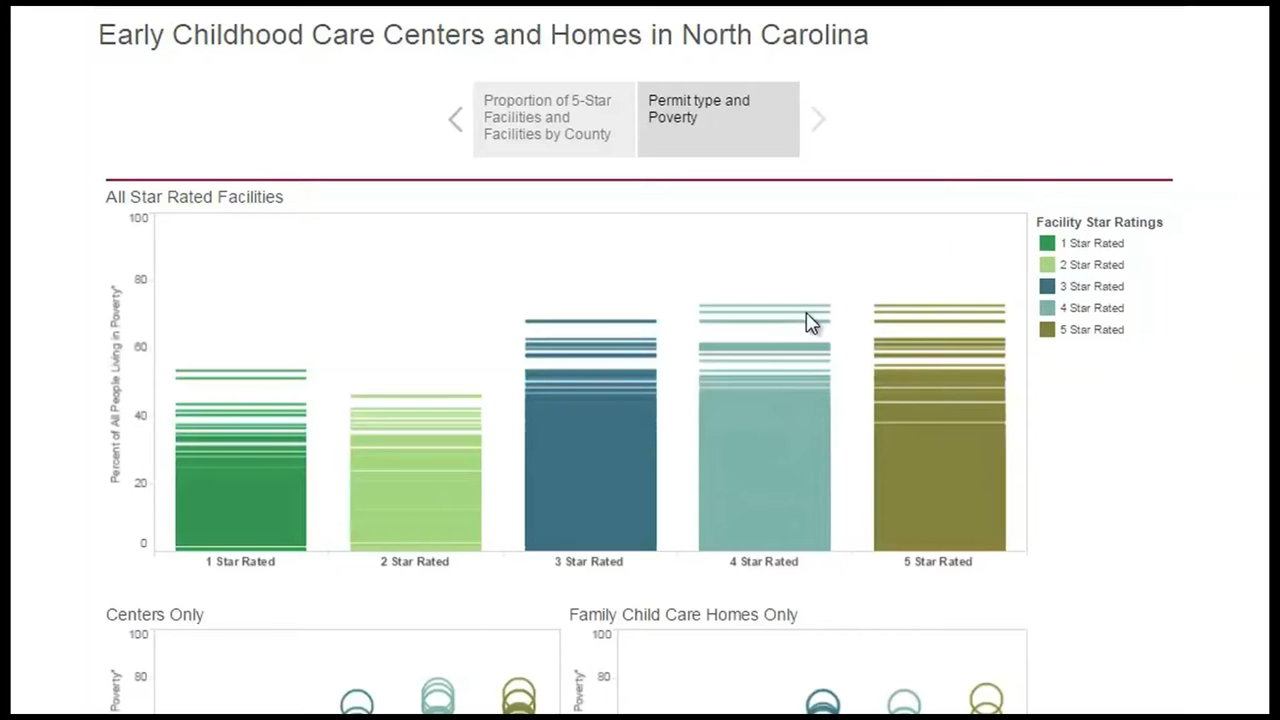 Early Childhood Care Centers and Homes in North Carolina
Proportion of 5-Star
Facilities and
Facilities by County
Permit type and
Poverty
All Star Rated Facilities
100
80
60
40
20
0
Percent of All People Living in Poverty*
1 Star Rated
2 Star Rated
3 Star Rated
4 Star Rated
5 Star Rated
Facility Star Ratings
1 Star Rated
2 Star Rated
3 Star Rated
4 Star Rated
5 Star Rated
Centers Only
100
80
Poverty*
Family Child Care Homes Only
100
80
Poverty*